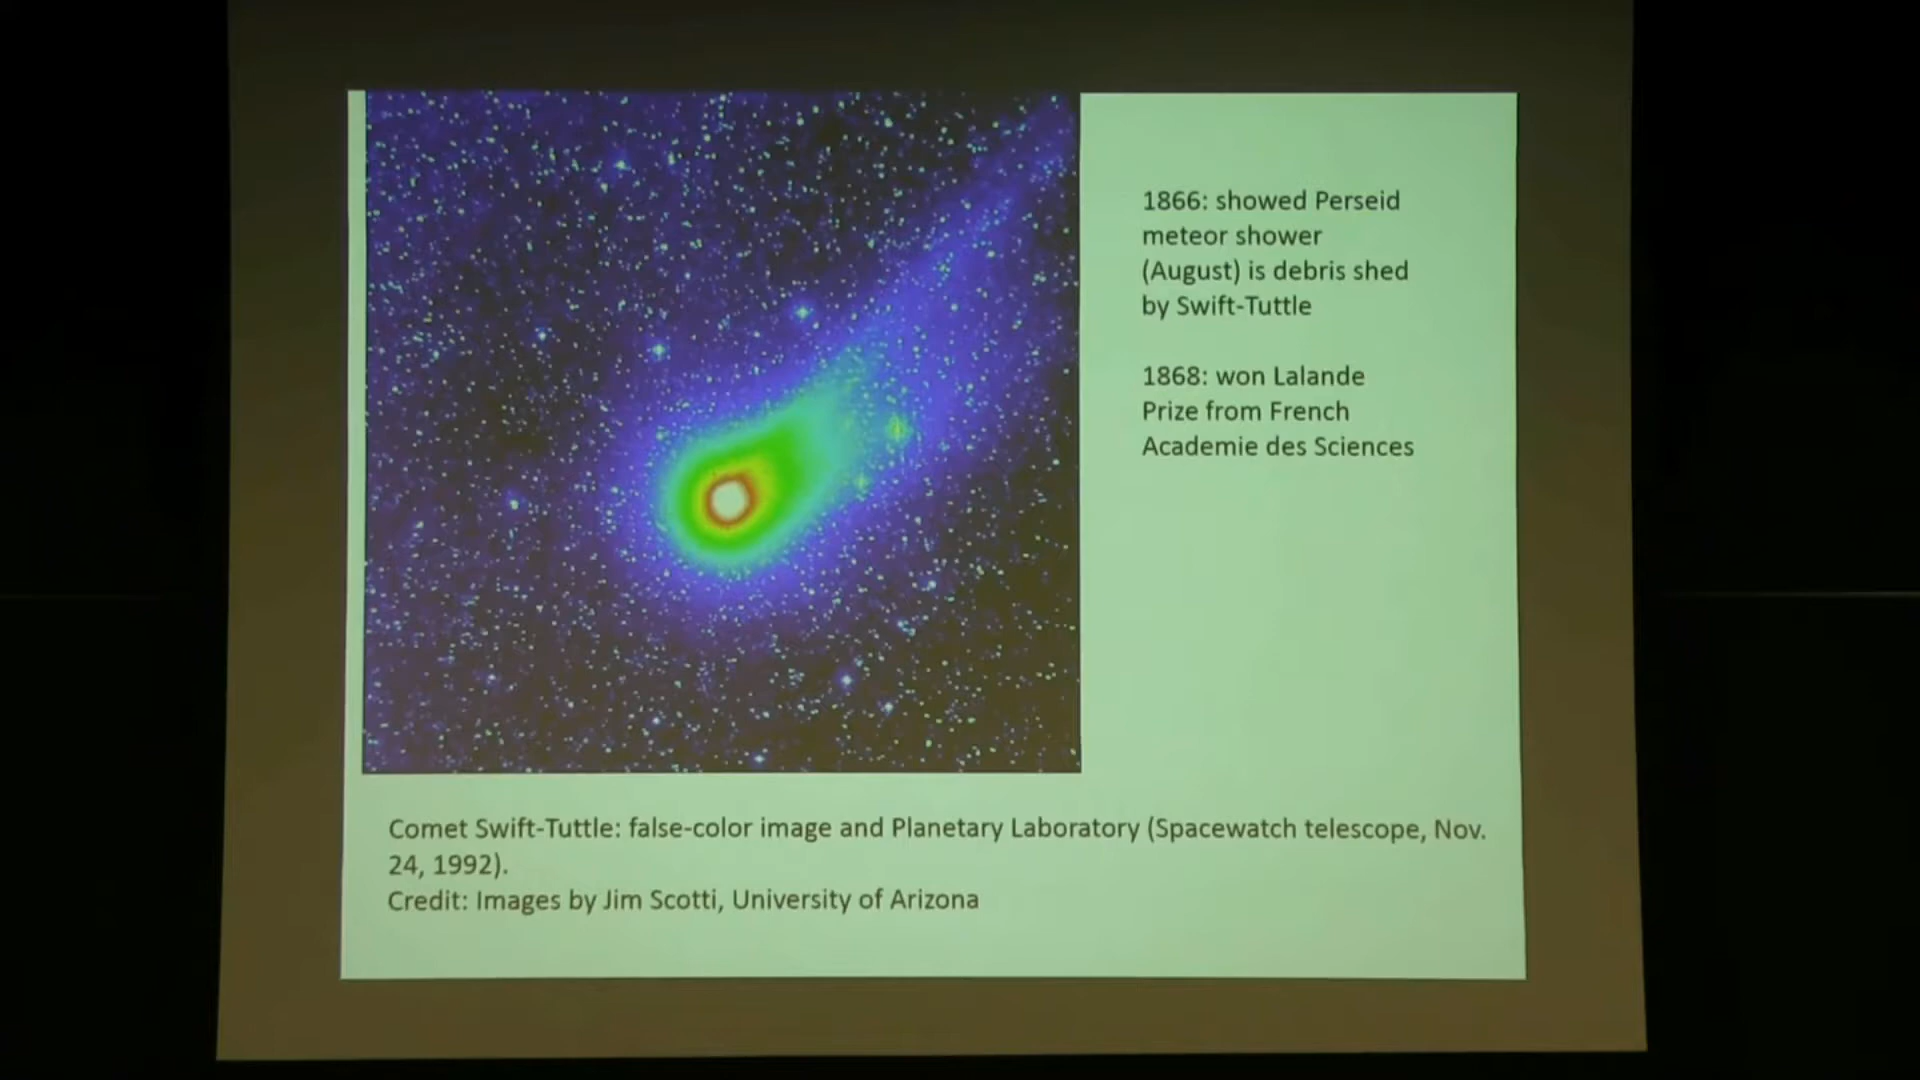 1866: showed Perseid
meteor shower
(August) is debris shed
by Swift-Tuttle
1868: won Lalande
Prize from French
Academie des Sciences
Comet Swift-Tuttle: false-color image and Planetary Laboratory (Spacewatch telescope, Nov.
24, 1992).
Credit: Images by Jim Scotti, University of Arizona